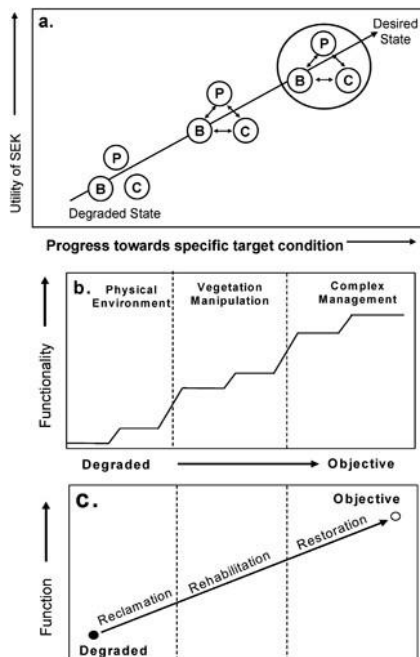 a.
Desired
State
P
B
C
P
B
C
P
B
C
Degraded State
Utility of SEK
Progress towards specific target condition
b.
Physical
Environment
Vegetation
Manipulation
Complex
Management
Functionality
Degraded
Objective
c.
Objective
Reclamation
Rehabilitation
Restoration
Degraded
Function